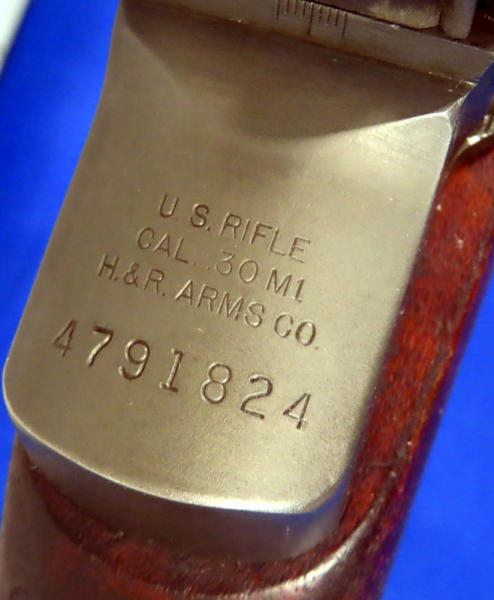 U. S. RIFLE
CAL. .30 M1
H. & R. ARMS CO.
4791824